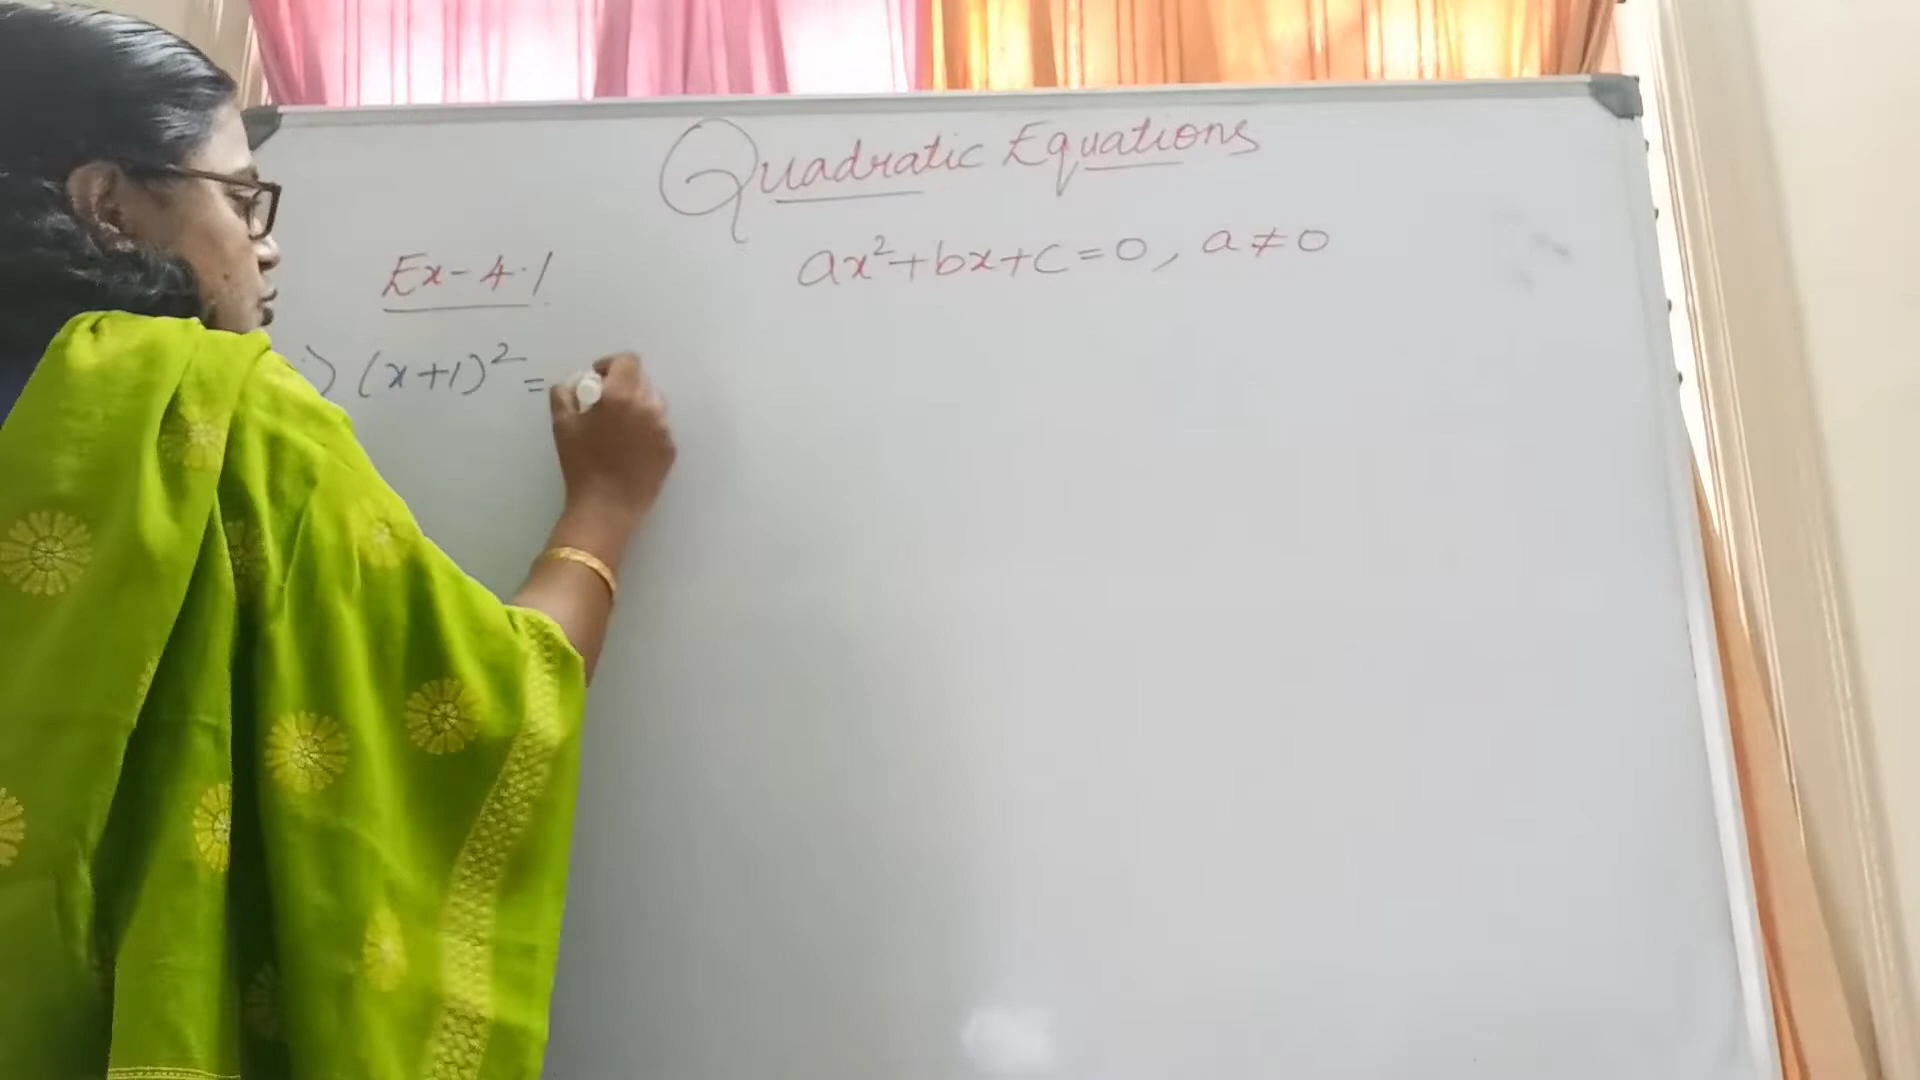 Quadratic Equations
ax²+bx+c=0, a≠0
Ex-4.1
) (x+1)² =